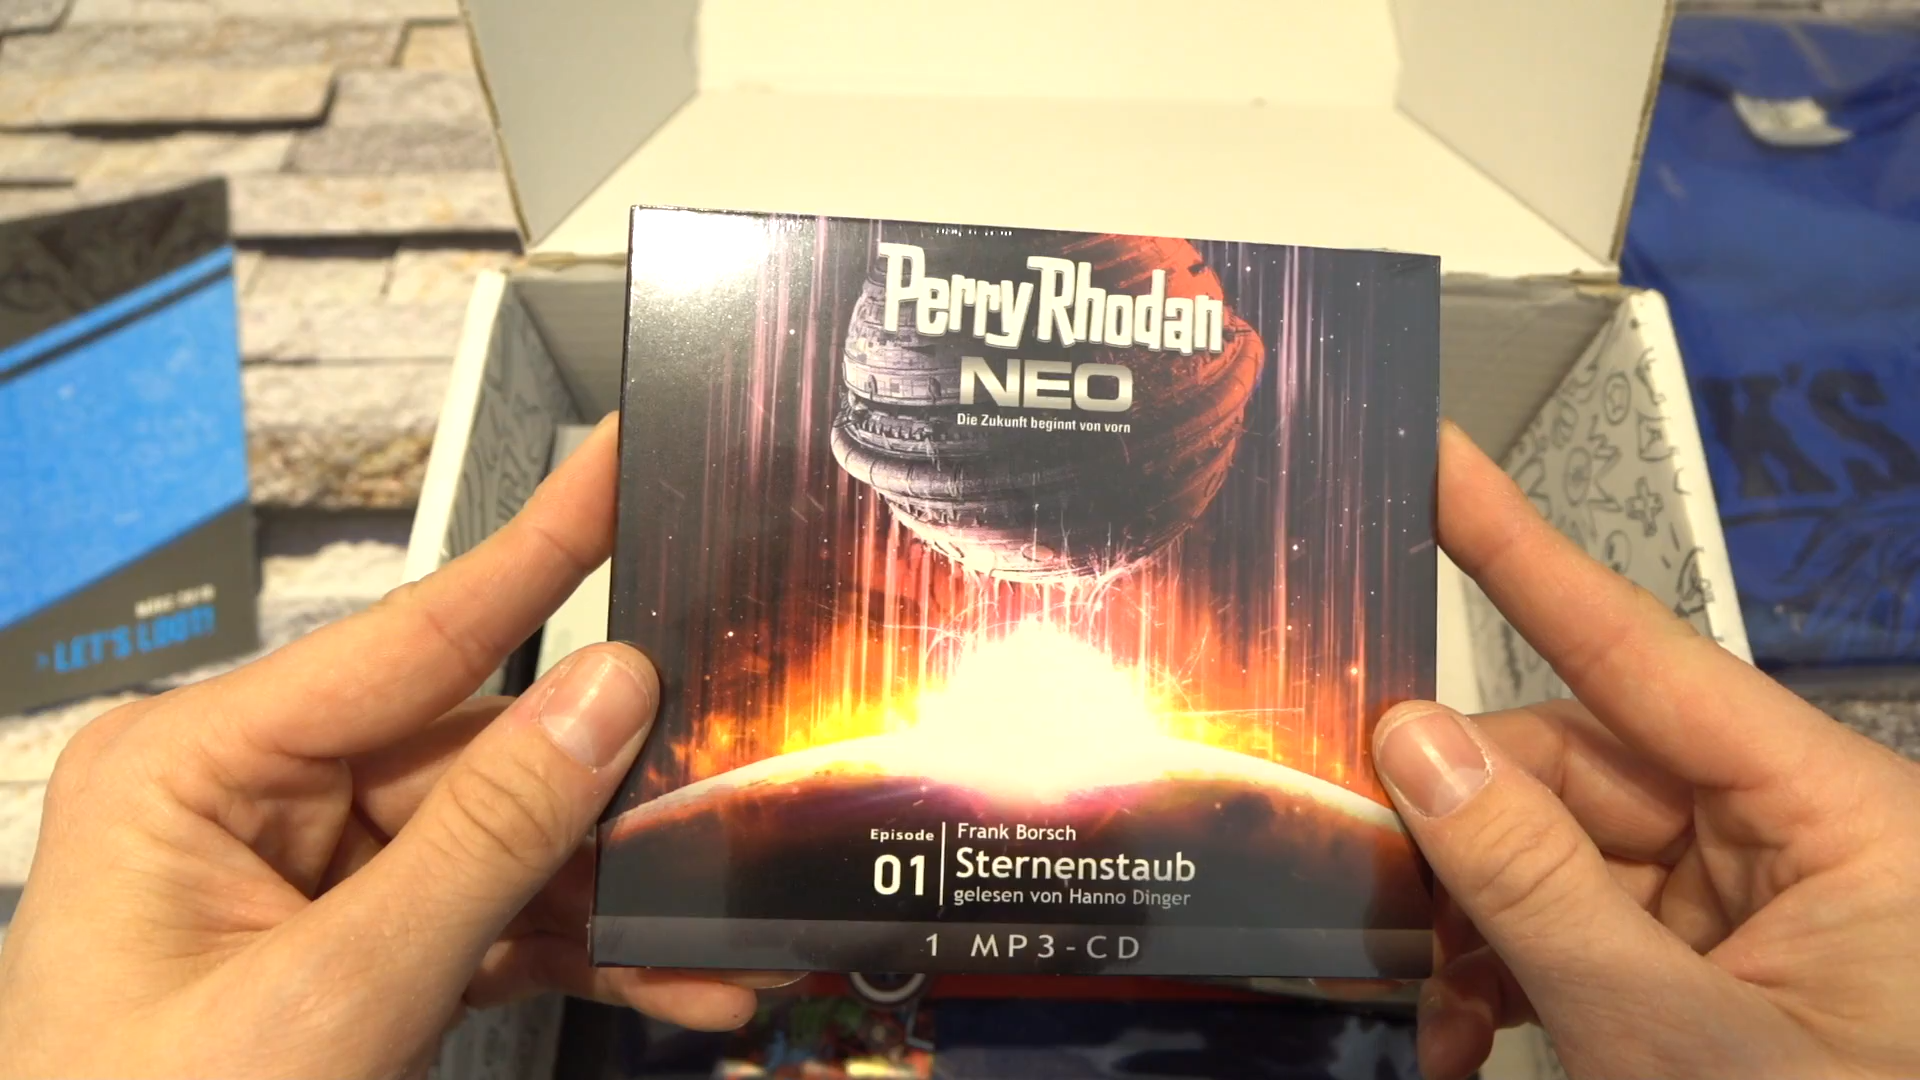 Perry Rhodan
NEO
Die Zukunft beginnt von vorn
Episode
01
Frank Borsch
Sternenstaub
gelesen von Hanno Dinger
1 MP3-CD
LET'S LOOT!
K'S